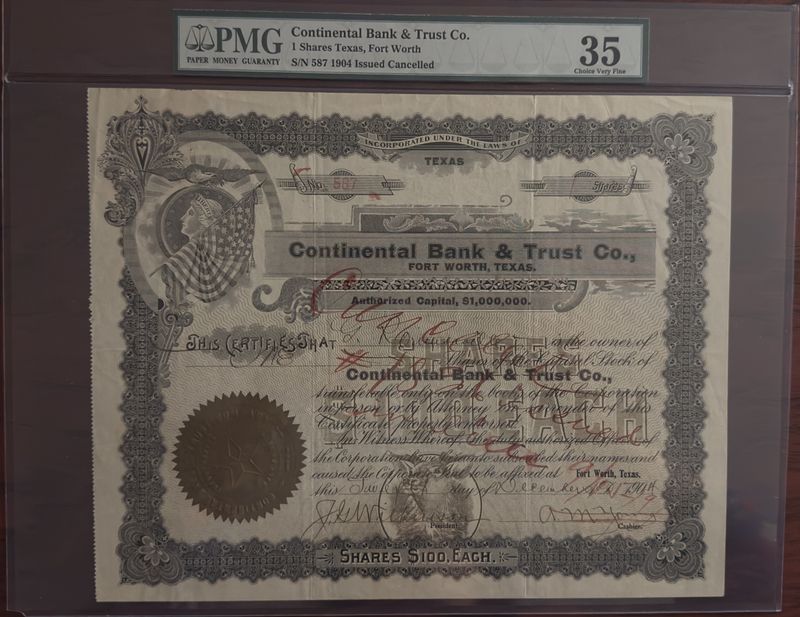 PMG
PAPER MONEY GUARANTY
Continental Bank & Trust Co.
1 Shares Texas, Fort Worth
S/N 587 1904 Issued Cancelled
35
Choice Very Fine
INCORPORATED UNDER THE LAWS OF
TEXAS
No. 587
Shares
Continental Bank & Trust Co.,
FORT WORTH, TEXAS.
Authorized Capital, $1,000,000.
THIS CERTIFIES THAT is the owner of
Shares of the Capital Stock of
Continental Bank & Trust Co.,
transferable only on the books of the Corporation
in person or by Attorney on surrender of this
Certificate properly endorsed.
In Witness Whereof, the duly authorized Officers of
the Corporation have hereunto subscribed their names and
caused the Corporate Seal to be affixed at Fort Worth, Texas.
this day of December
President.
Cashier.
SHARES $100, EACH.